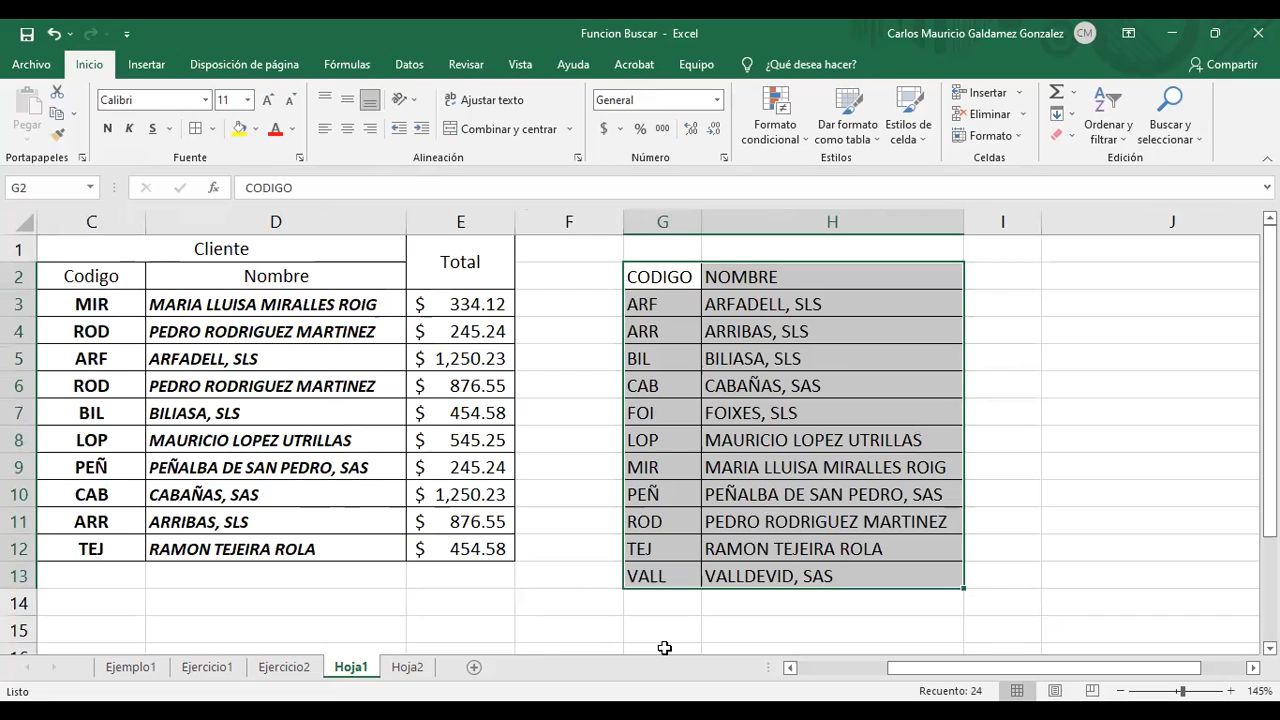 Funcion Buscar - Excel
Carlos Mauricio Galdamez Gonzalez CM
Archivo Inicio Insertar Disposición de página Fórmulas Datos Revisar Vista Ayuda Acrobat Equipo ¿Qué desea hacer? Compartir
Pegar
Calibri 11
N K S
Ajustar texto
Combinar y centrar
General
$ % 000
Formato condicional
Dar formato como tabla
Estilos de celda
Insertar
Eliminar
Formato
Ordenar y filtrar
Buscar y seleccionar
Portapapeles Fuente Alineación Número Estilos Celdas Edición
G2 fx CODIGO
C D E F G H I J
1 Cliente Total
2 Codigo Nombre CODIGO NOMBRE
3 MIR MARIA LLUISA MIRALLES ROIG $ 334.12 ARF ARFADELL, SLS
4 ROD PEDRO RODRIGUEZ MARTINEZ $ 245.24 ARR ARRIBAS, SLS
5 ARF ARFADELL, SLS $ 1,250.23 BIL BILIASA, SLS
6 ROD PEDRO RODRIGUEZ MARTINEZ $ 876.55 CAB CABAÑAS, SAS
7 BIL BILIASA, SLS $ 454.58 FOI FOIXES, SLS
8 LOP MAURICIO LOPEZ UTRILLAS $ 545.25 LOP MAURICIO LOPEZ UTRILLAS
9 PEÑ PEÑALBA DE SAN PEDRO, SAS $ 245.24 MIR MARIA LLUISA MIRALLES ROIG
10 CAB CABAÑAS, SAS $ 1,250.23 PEÑ PEÑALBA DE SAN PEDRO, SAS
11 ARR ARRIBAS, SLS $ 876.55 ROD PEDRO RODRIGUEZ MARTINEZ
12 TEJ RAMON TEJEIRA ROLA $ 454.58 TEJ RAMON TEJEIRA ROLA
13 VALL VALLDEVID, SAS
14
15
Ejemplo1 Ejercicio1 Ejercicio2 Hoja1 Hoja2
Listo Recuento: 24 145%